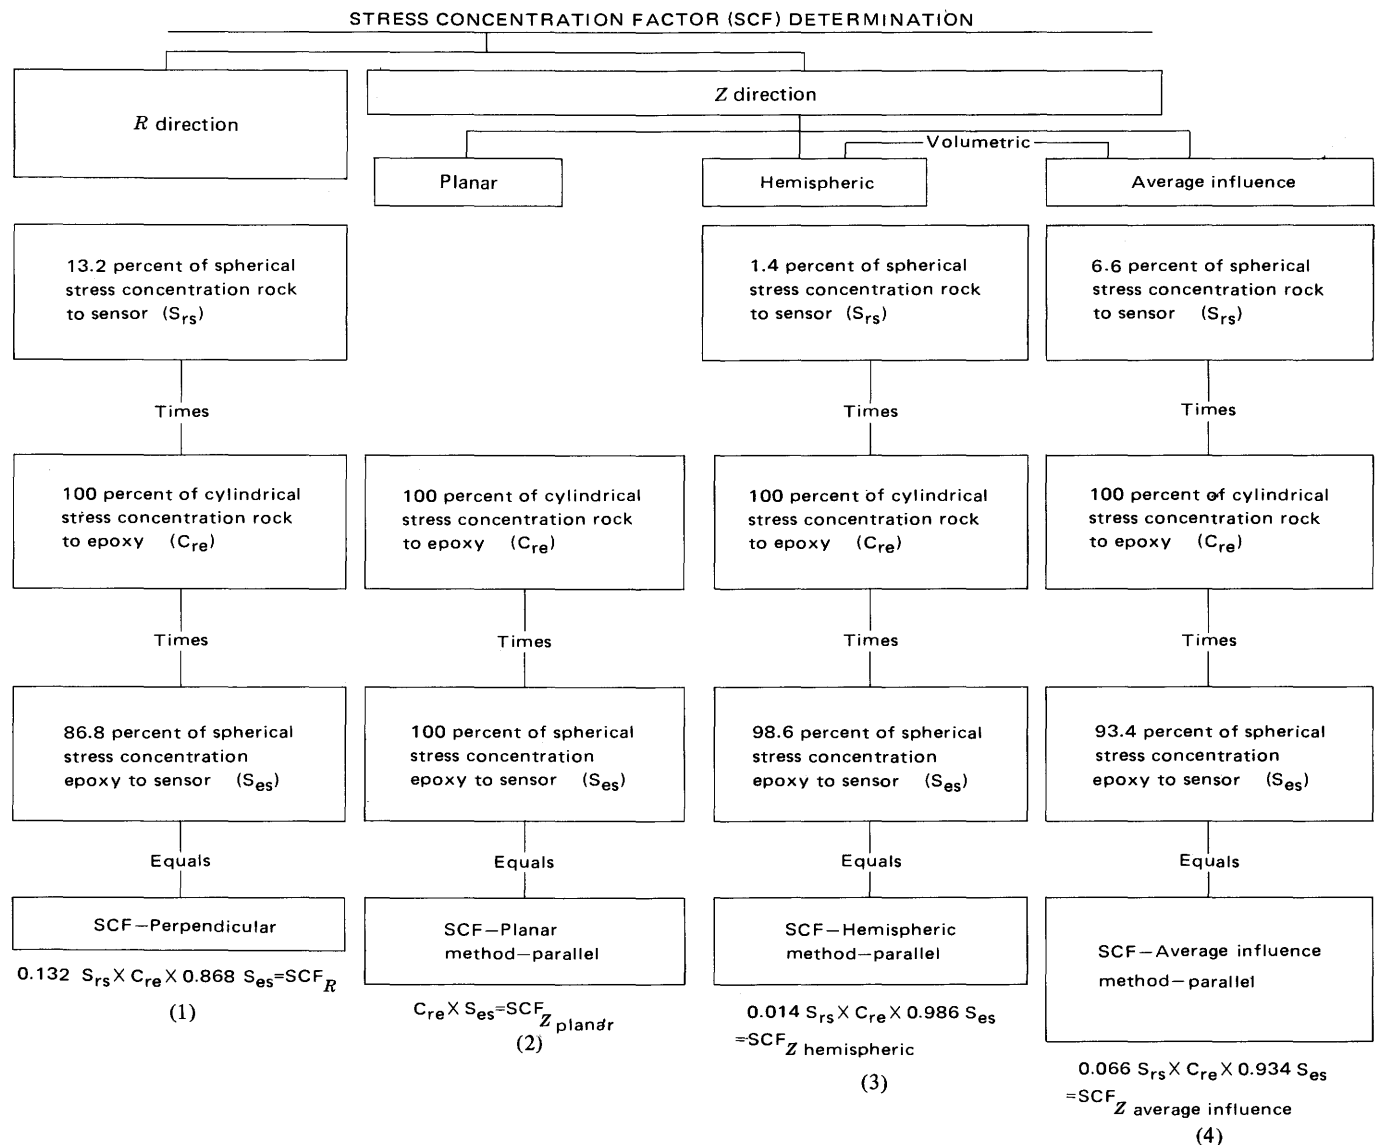 STRESS CONCENTRATION FACTOR (SCF) DETERMINATION
R direction
Z direction
Volumetric
Planar
Hemispheric
Average influence
13.2 percent of spherical
stress concentration rock
to sensor (Srs)
1.4 percent of spherical
stress concentration rock
to sensor (Srs)
6.6 percent of spherical
stress concentration rock
to sensor (Srs)
Times
Times
Times
100 percent of cylindrical
stress concentration rock
to epoxy (Cre)
100 percent of cylindrical
stress concentration rock
to epoxy (Cre)
100 percent of cylindrical
stress concentration rock
to epoxy (Cre)
100 percent of cylindrical
stress concentration rock
to epoxy (Cre)
Times
Times
Times
Times
86.8 percent of spherical
stress concentration
epoxy to sensor (Ses)
100 percent of spherical
stress concentration
epoxy to sensor (Ses)
98.6 percent of spherical
stress concentration
epoxy to sensor (Ses)
93.4 percent of spherical
stress concentration
epoxy to sensor (Ses)
Equals
Equals
Equals
Equals
SCF—Perpendicular
0.132 Srs X Cre X 0.868 Ses=SCFR
(1)
SCF—Planar
method—parallel
Cre X Ses=SCFZ planar
(2)
SCF—Hemispheric
method—parallel
0.014 Srs X Cre X 0.986 Ses
=SCFZ hemispheric
(3)
SCF—Average influence
method—parallel
0.066 Srs X Cre X 0.934 Ses
=SCFZ average influence
(4)